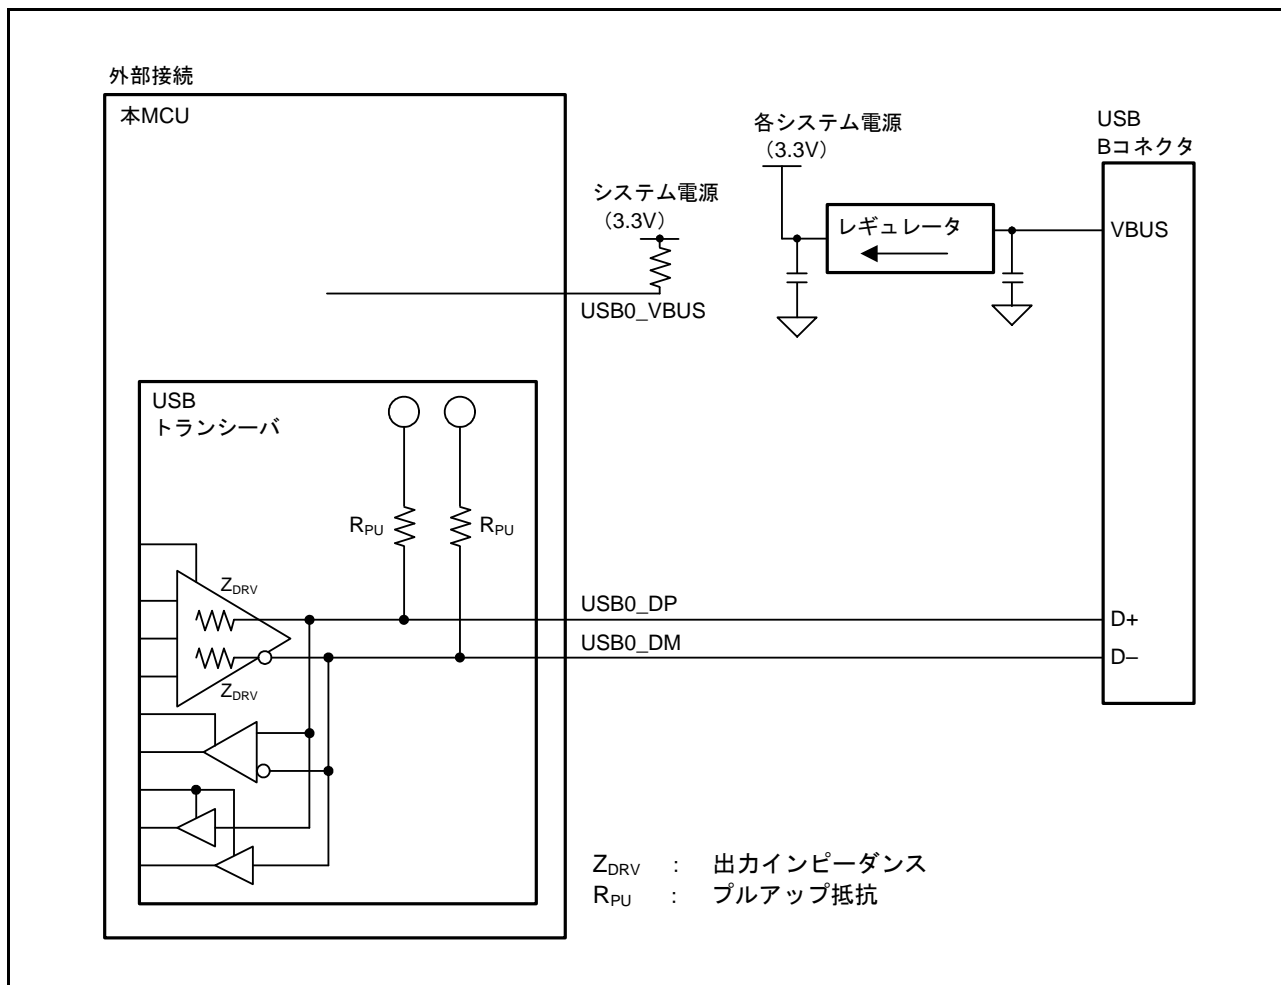 外部接続
本MCU
各システム電源
（3.3V）
USB
Bコネクタ
システム電源
（3.3V）
レギュレータ
VBUS
USB0_VBUS
USB
トランシーバ
RPU
RPU
ZDRV
ZDRV
USB0_DP
USB0_DM
D+
D–
ZDRV : 出力インピーダンス
RPU : プルアップ抵抗